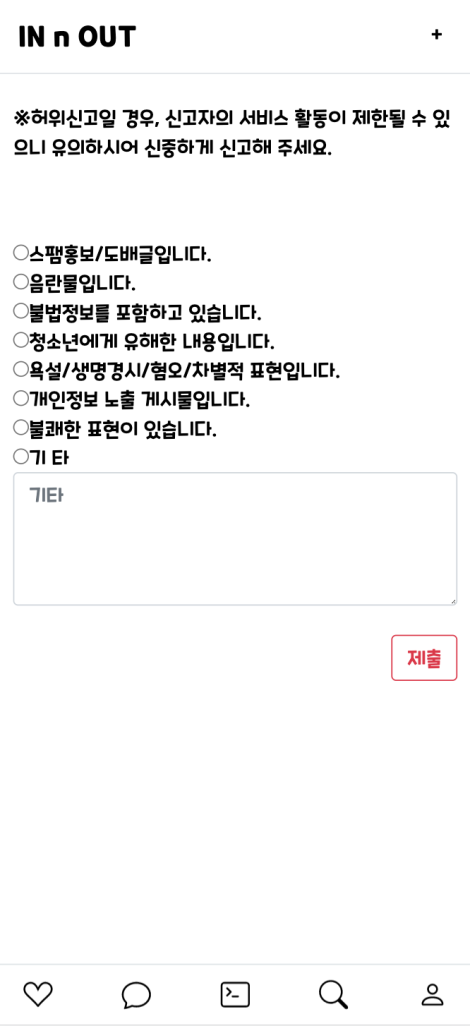 IN n OUT
+
※허위신고일 경우, 신고자의 서비스 활동이 제한될 수 있
으니 유의하시어 신중하게 신고해 주세요.
스팸홍보/도배글입니다.
음란물입니다.
불법정보를 포함하고 있습니다.
청소년에게 유해한 내용입니다.
욕설/생명경시/혐오/차별적 표현입니다.
개인정보 노출 게시물입니다.
불쾌한 표현이 있습니다.
기 타
기타
제출